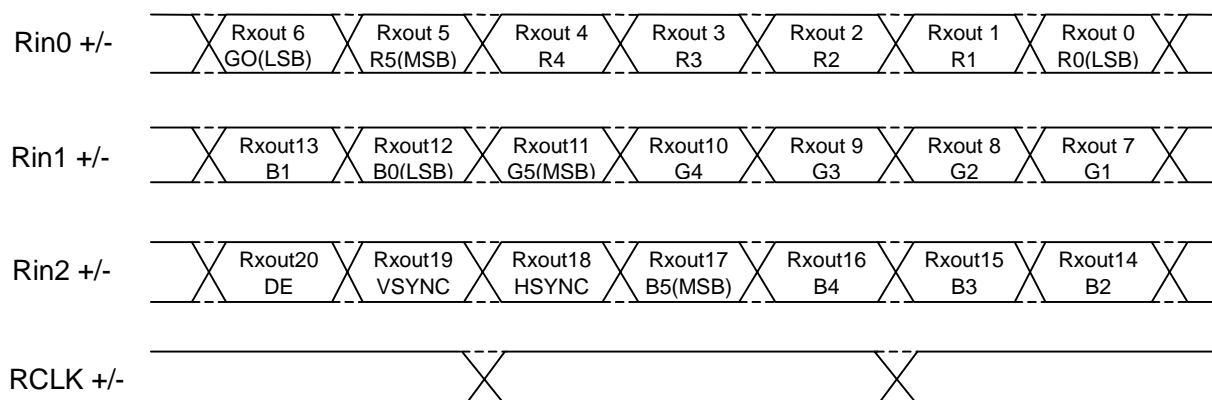 Rin0 +/-
Rxout 6 Rxout 5 Rxout 4 Rxout 3 Rxout 2 Rxout 1 Rxout 0
GO(LSB) R5(MSB) R4 R3 R2 R1 R0(LSB)
Rin1 +/-
Rxout13 Rxout12 Rxout11 Rxout10 Rxout 9 Rxout 8 Rxout 7
B1 B0(LSB) G5(MSB) G4 G3 G2 G1
Rin2 +/-
Rxout20 Rxout19 Rxout18 Rxout17 Rxout16 Rxout15 Rxout14
DE VSYNC HSYNC B5(MSB) B4 B3 B2
RCLK +/-